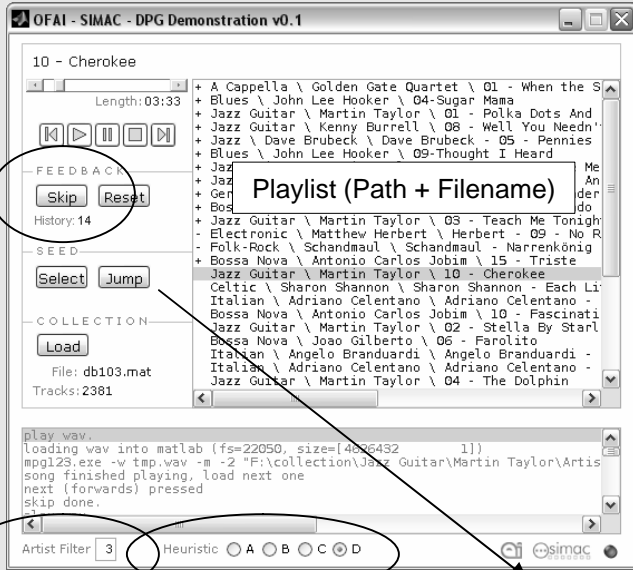 OFAI - SIMAC - DPG Demonstration v0.1
10 - Cherokee
Length: 03:33
FEEDBACK
Skip Reset
History: 14
SEED
Select Jump
COLLECTION
Load
File: db103.mat
Tracks: 2381
+ A Cappella \ Golden Gate Quartet \ 01 - When the S
+ Blues \ John Lee Hooker \ 04-Sugar Mama
+ Jazz Guitar \ Martin Taylor \ 01 - Polka Dots And
+ Jazz Guitar \ Kenny Burrell \ 08 - Well You Needn'
+ Jazz \ Dave Brubeck \ Dave Brubeck - 05 - Pennies
+ Blues \ John Lee Hooker \ 09-Thought I Heard
+ Jaz Me
+ Jaz An
+ Ger der
+ Bos do
Playlist (Path + Filename)
+ Jazz Guitar \ Martin Taylor \ 03 - Teach Me Tonigh
- Electronic \ Matthew Herbert \ Herbert - 09 - No R
- Folk-Rock \ Schandmaul \ Schandmaul - Narrenkönig
+ Bossa Nova \ Antonio Carlos Jobim \ 15 - Triste
Jazz Guitar \ Martin Taylor \ 10 - Cherokee
Celtic \ Sharon Shannon \ Sharon Shannon - Each Li
Italian \ Adriano Celentano \ Adriano Celentano -
Bossa Nova \ Antonio Carlos Jobim \ 10 - Fascinati
Jazz Guitar \ Martin Taylor \ 02 - Stella By Starl
Bossa Nova \ Joao Gilberto \ 06 - Farolito
Italian \ Angelo Branduardi \ Angelo Branduardi -
Italian \ Adriano Celentano \ Adriano Celentano -
Jazz Guitar \ Martin Taylor \ 04 - The Dolphin
play wav.
loading wav into matlab (fs=22050, size=[4626432 1])
mpg123.exe -w tmp.wav -m -2 "F:\collection\Jazz Guitar\Martin Taylor\Artis
song finished playing, load next one
next (forwards) pressed
skip done.
Artist Filter 3 Heuristic A B C D
simac